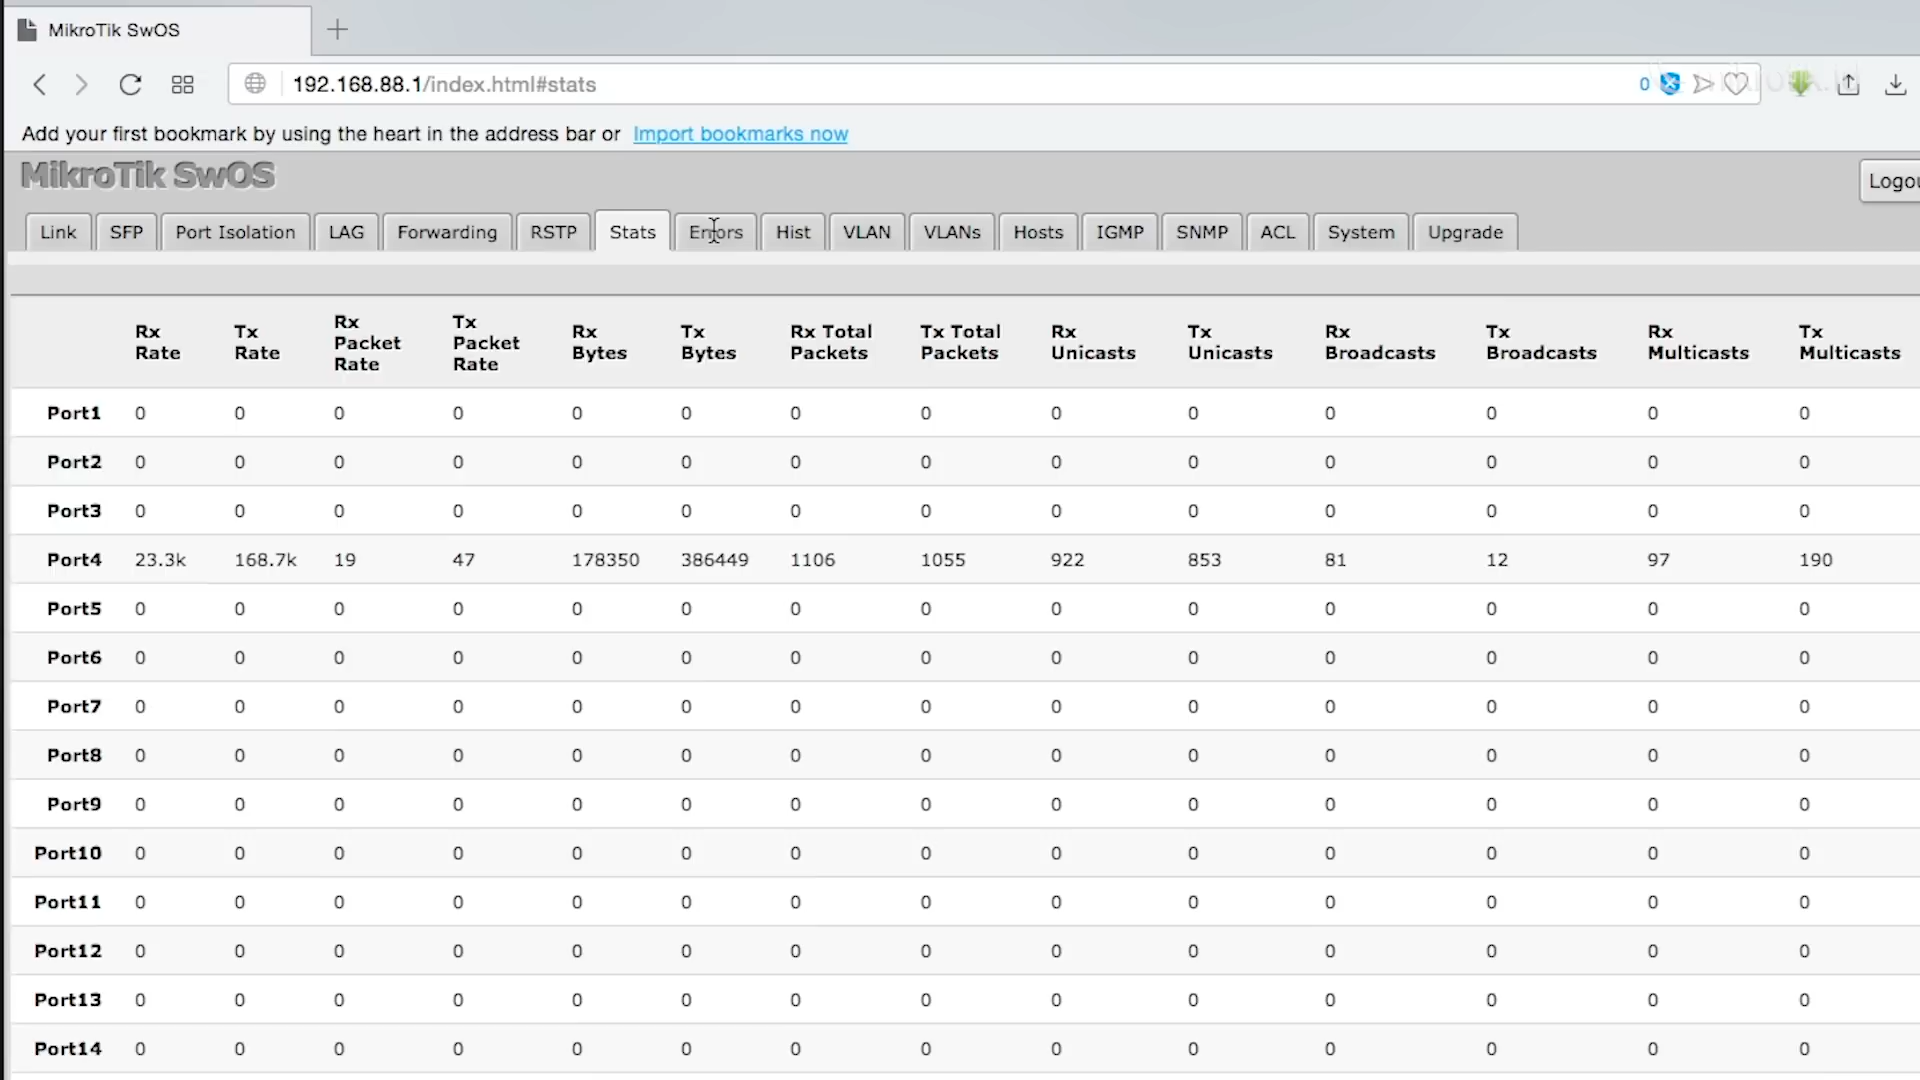 MikroTik SwOS
192.168.88.1/index.html#stats
0
Add your first bookmark by using the heart in the address bar or Import bookmarks now
MikroTik SwOS
Logou
Link SFP Port Isolation LAG Forwarding RSTP Stats Errors Hist VLAN VLANs Hosts IGMP SNMP ACL System Upgrade
Rx Rate Tx Rate Rx Packet Rate Tx Packet Rate Rx Bytes Tx Bytes Rx Total Packets Tx Total Packets Rx Unicasts Tx Unicasts Rx Broadcasts Tx Broadcasts Rx Multicasts Tx Multicasts
Port1 0 0 0 0 0 0 0 0 0 0 0 0 0 0
Port2 0 0 0 0 0 0 0 0 0 0 0 0 0 0
Port3 0 0 0 0 0 0 0 0 0 0 0 0 0 0
Port4 23.3k 168.7k 19 47 178350 386449 1106 1055 922 853 81 12 97 190
Port5 0 0 0 0 0 0 0 0 0 0 0 0 0 0
Port6 0 0 0 0 0 0 0 0 0 0 0 0 0 0
Port7 0 0 0 0 0 0 0 0 0 0 0 0 0 0
Port8 0 0 0 0 0 0 0 0 0 0 0 0 0 0
Port9 0 0 0 0 0 0 0 0 0 0 0 0 0 0
Port10 0 0 0 0 0 0 0 0 0 0 0 0 0 0
Port11 0 0 0 0 0 0 0 0 0 0 0 0 0 0
Port12 0 0 0 0 0 0 0 0 0 0 0 0 0 0
Port13 0 0 0 0 0 0 0 0 0 0 0 0 0 0
Port14 0 0 0 0 0 0 0 0 0 0 0 0 0 0